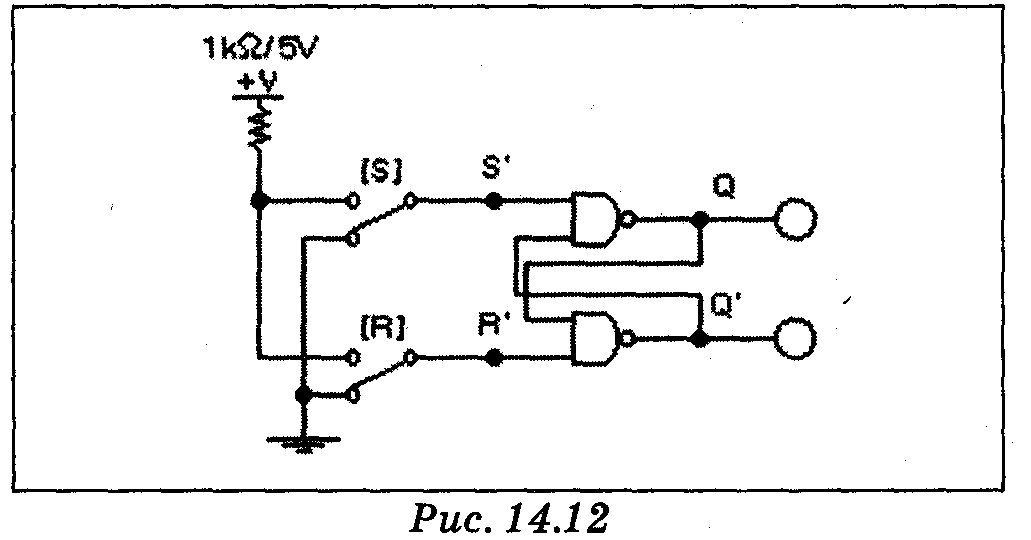 1kΩ/5V
+V
[S]
S'
Q
[R]
R'
Q'
Рис. 14.12